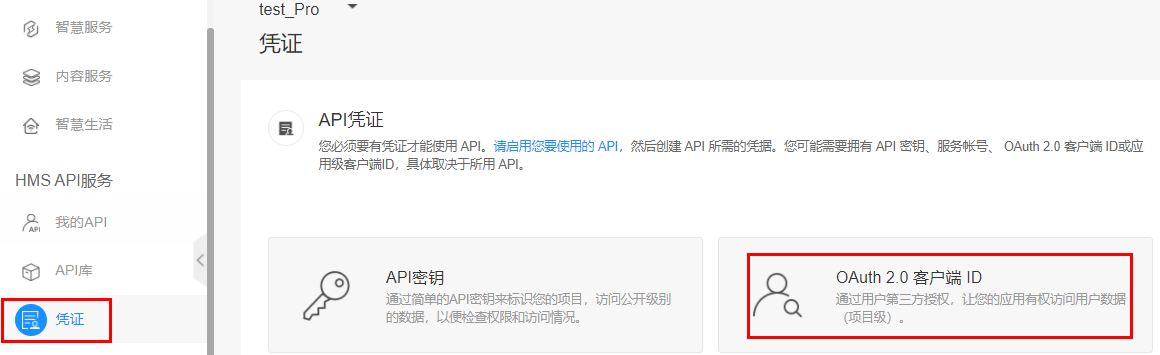 智慧服务
内容服务
智慧生活
HMS API服务
我的API
API
API库
凭证
test_Pro
凭证
API凭证
您必须要有凭证才能使用 API。请启用您要使用的 API，然后创建 API 所需的凭据。您可能需要拥有 API 密钥、服务帐号、 OAuth 2.0 客户端 ID或应
用级客户端ID，具体取决于所用 API。
API密钥
通过简单的API密钥来标识您的项目，访问公开级别
的数据，以便检查权限和访问情况。
OAuth 2.0 客户端 ID
通过用户第三方授权，让您的应用有权访问用户数据
（项目级）。